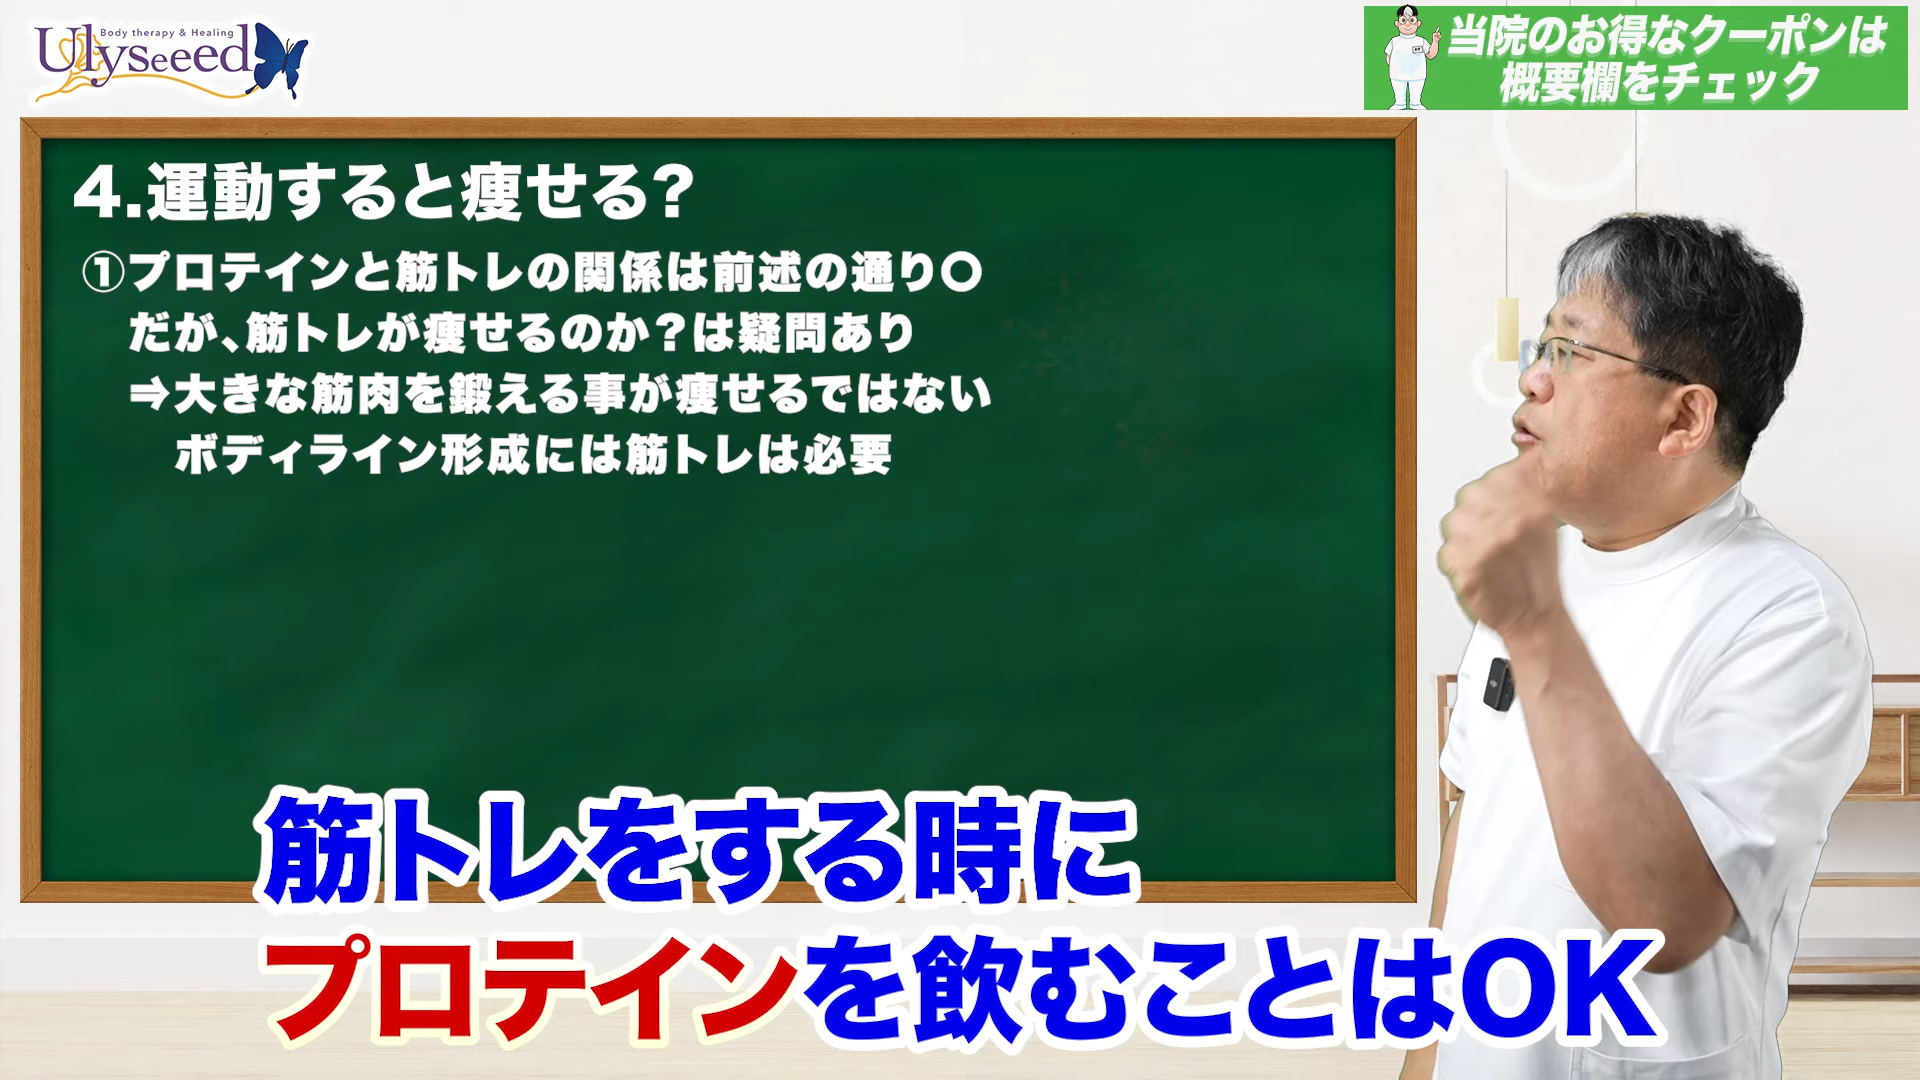 Body therapy & Healing
Ulyseeed
当院のお得なクーポンは
概要欄をチェック
4.運動すると痩せる?
①プロテインと筋トレの関係は前述の通り〇
だが、筋トレが痩せるのか?は疑問あり
⇒大きな筋肉を鍛える事が痩せるではない
ボディライン形成には筋トレは必要
筋トレをする時に
プロテインを飲むことはOK